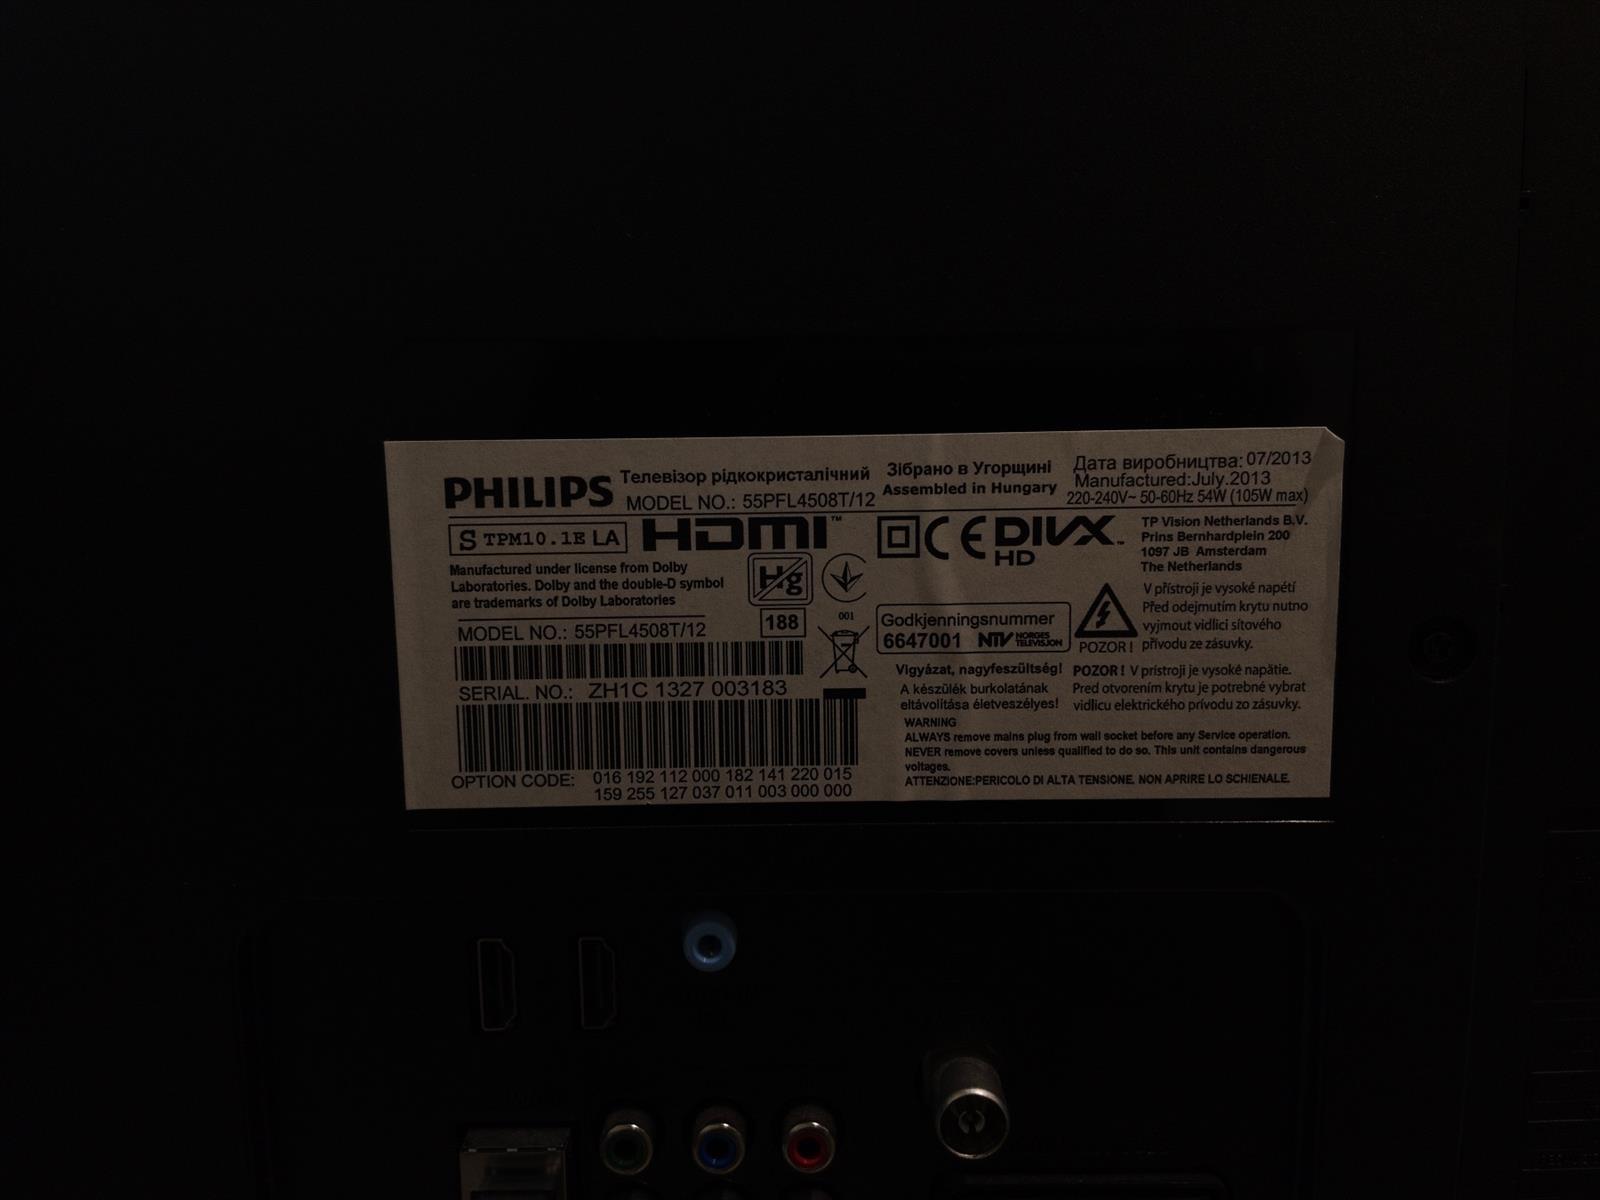 PHILIPS Телевізор рідкокристалічний
MODEL NO.: 55PFL4508T/12
Зібрано в Угорщині
Assembled in Hungary
Дата виробництва: 07/2013
Manufactured:July.2013
220-240V~ 50-60Hz 54W (105W max)
S TPM10.1E LA
HDMI™
CE
DIVX™
HD
TP Vision Netherlands B.V.
Prins Bernhardplein 200
1097 JB Amsterdam
The Netherlands
Manufactured under license from Dolby
Laboratories. Dolby and the double-D symbol
are trademarks of Dolby Laboratories
Hg
188
001
Godkjenningsnummer
6647001 NTV NORGES
TELEVISJON
POZOR !
V přístroji je vysoké napětí
Před odejmutím krytu nutno
vyjmout vidlici síťového
přívodu ze zásuvky.
MODEL NO.: 55PFL4508T/12
SERIAL. NO.: ZH1C 1327 003183
OPTION CODE: 016 192 112 000 182 141 220 015
159 255 127 037 011 003 000 000
Vigyázat, nagyfeszültség!
A készülék burkolatának
eltávolítása életveszélyes!
POZOR ! V prístroji je vysoké napätie.
Pred otvorením krytu je potrebné vybrat
vidlicu elektrického prívodu zo zásuvky.
WARNING
ALWAYS remove mains plug from wall socket before any Service operation.
NEVER remove covers unless qualified to do so. This unit contains dangerous
voltages.
ATTENZIONE:PERICOLO DI ALTA TENSIONE. NON APRIRE LO SCHIENALE.